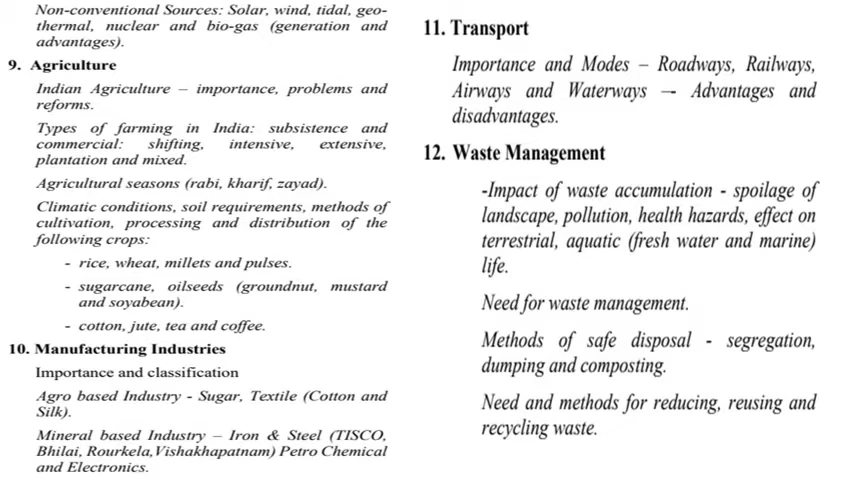 Non-conventional Sources: Solar, wind, tidal, geo-
thermal, nuclear and bio-gas (generation and
advantages).
9. Agriculture
Indian Agriculture – importance, problems and
reforms.
Types of farming in India: subsistence and
commercial: shifting, intensive, extensive,
plantation and mixed.
Agricultural seasons (rabi, kharif, zayad).
Climatic conditions, soil requirements, methods of
cultivation, processing and distribution of the
following crops:
- rice, wheat, millets and pulses.
- sugarcane, oilseeds (groundnut, mustard
and soyabean).
- cotton, jute, tea and coffee.
10. Manufacturing Industries
Importance and classification
Agro based Industry - Sugar, Textile (Cotton and
Silk).
Mineral based Industry – Iron & Steel (TISCO,
Bhilai, Rourkela,Vishakhapatnam) Petro Chemical
and Electronics.
11. Transport
Importance and Modes – Roadways, Railways,
Airways and Waterways –- Advantages and
disadvantages.
12. Waste Management
-Impact of waste accumulation - spoilage of
landscape, pollution, health hazards, effect on
terrestrial, aquatic (fresh water and marine)
life.
Need for waste management.
Methods of safe disposal - segregation,
dumping and composting.
Need and methods for reducing, reusing and
recycling waste.